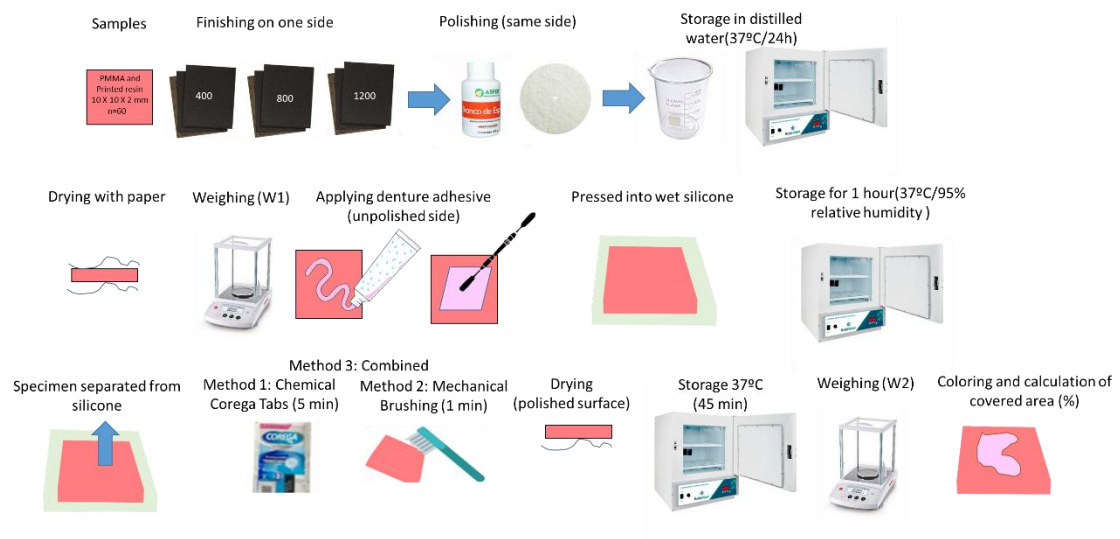 Samples
Finishing on one side
Polishing (same side)
Storage in distilled
water(37ºC/24h)
PMMA and
Printed resin
10 X 10 X 2 mm
n=60
400
800
1200
ASFER
Branco de Esp
Drying with paper
Weighing (W1)
Applying denture adhesive
(unpolished side)
Pressed into wet silicone
Storage for 1 hour(37ºC/95%
relative humidity )
Method 3: Combined
Specimen separated from
silicone
Method 1: Chemical
Corega Tabs (5 min)
Method 2: Mechanical
Brushing (1 min)
Drying
(polished surface)
Storage 37ºC
(45 min)
Weighing (W2)
Coloring and calculation of
covered area (%)
COREGA